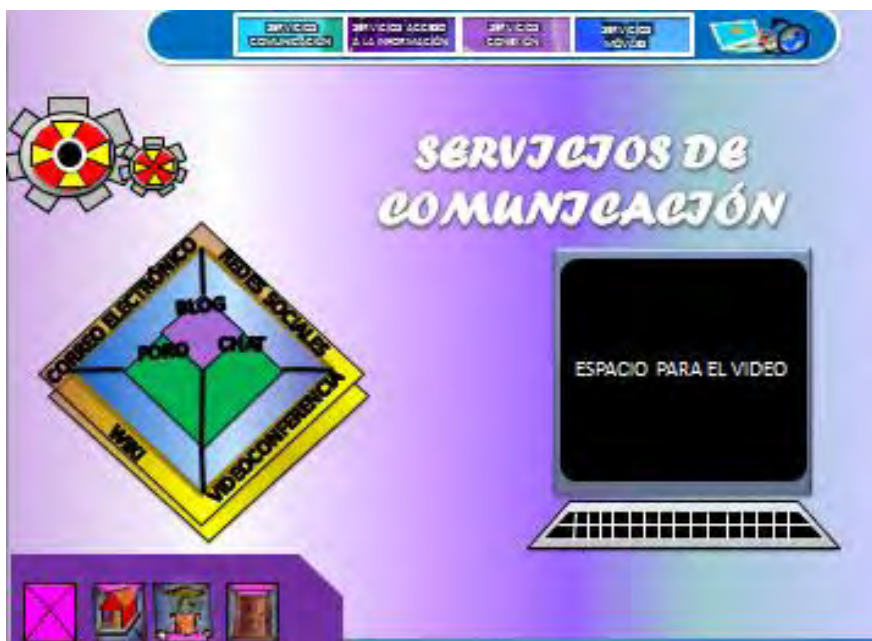 SERVICIOS
COMUNICACIÓN
SERVICIOS ACCESO
A LA INFORMACIÓN
SERVICIOS
CONEXIÓN
SERVICIOS
MÓVILES
SERVICIOS DE
COMUNICACIÓN
CORREO ELECTRÓNICO
REDES SOCIALES
BLOG
FORO
CHAT
WIKI
VIDEOCONFERENCIA
ESPACIO PARA EL VIDEO